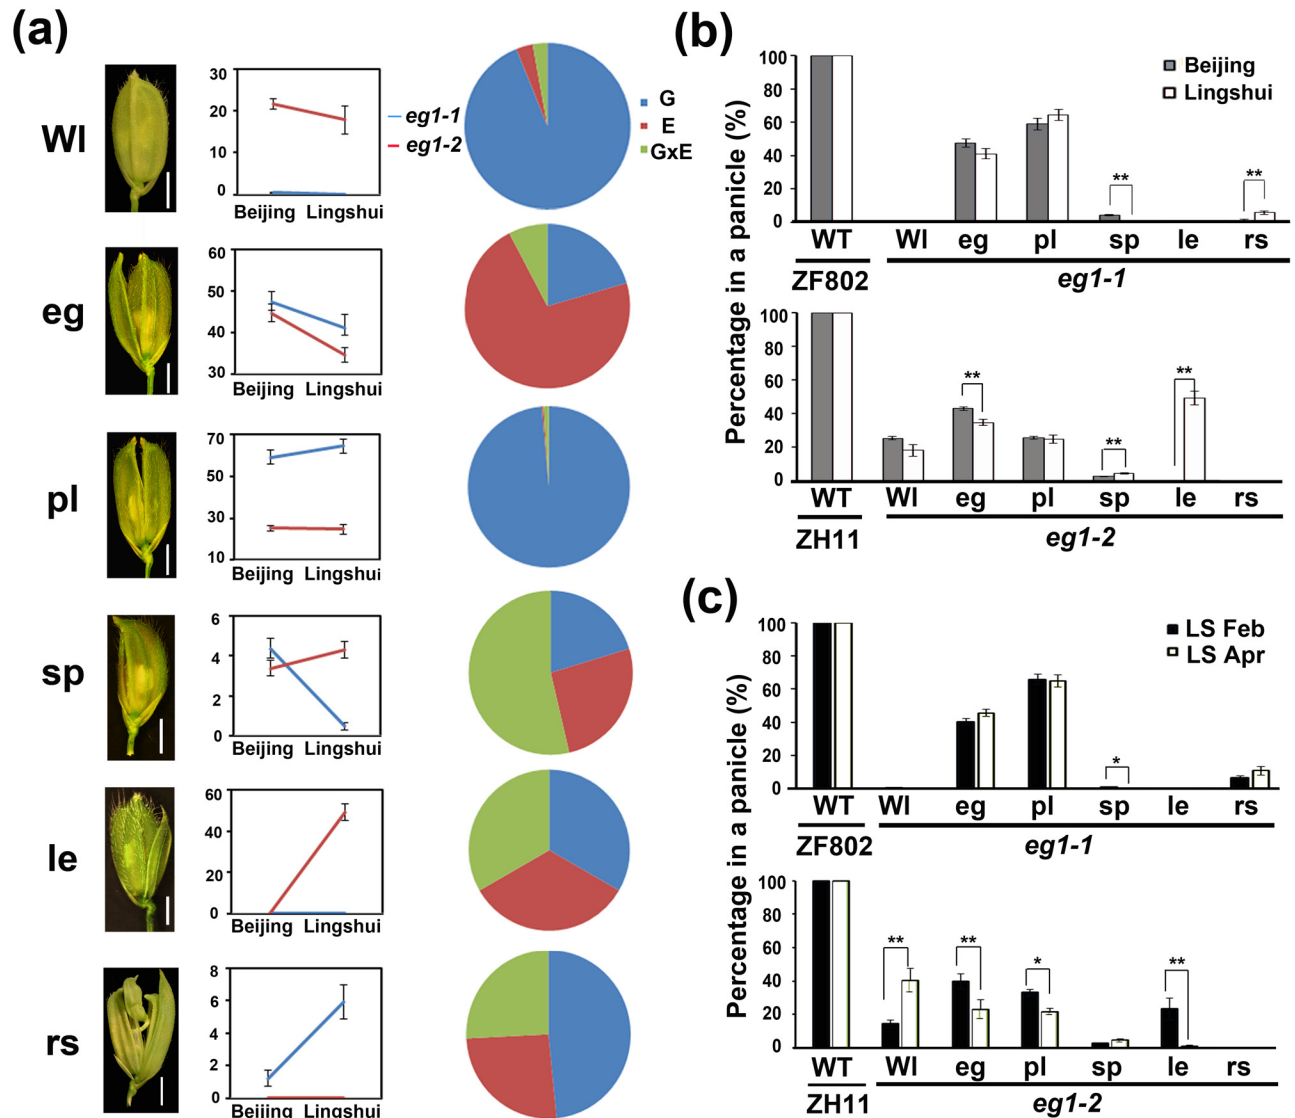 (a)
Wl
30
20
10
0
Beijing Lingshui
eg1-1
eg1-2
G
E
GxE
eg
60
50
40
30
Beijing Lingshui
pl
70
50
30
10
Beijing Lingshui
sp
6
4
2
0
Beijing Lingshui
le
60
40
20
0
Beijing Lingshui
rs
8
6
4
2
0
Beijing Lingshui
(b)
Percentage in a panicle (%)
100
80
60
40
20
0
Beijing
Lingshui
** **
WT Wl eg pl sp le rs
ZF802 eg1-1
100
80
60
40
20
0
** ** **
WT Wl eg pl sp le rs
ZH11 eg1-2
(c)
Percentage in a panicle (%)
100
80
60
40
20
0
LS Feb
LS Apr
*
WT Wl eg pl sp le rs
ZF802 eg1-1
100
80
60
40
20
0
** ** * **
WT Wl eg pl sp le rs
ZH11 eg1-2